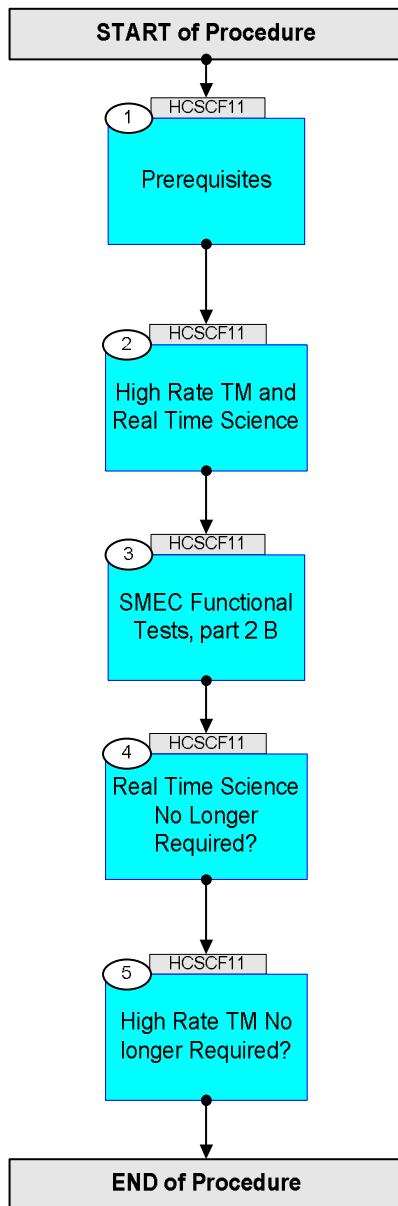 START of Procedure
HCSCF11
1
Prerequisites
HCSCF11
2
High Rate TM and
Real Time Science
HCSCF11
3
SMEC Functional
Tests, part 2 B
HCSCF11
4
Real Time Science
No Longer
Required?
HCSCF11
5
High Rate TM No
longer Required?
END of Procedure